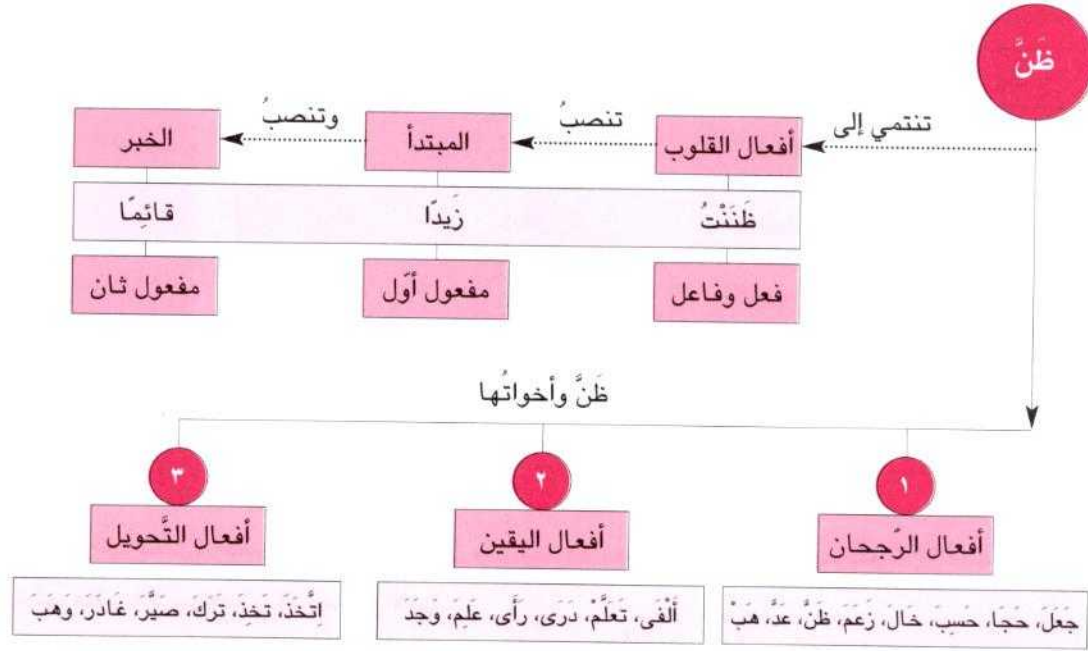 ظَنَّ
تنتمي إلى
أفعال القلوب
تنصبُ
المبتدأ
وتنصبُ
الخبر
ظَنَنْتُ
زَيدًا
قائِمًا
فعل وفاعل
مفعول أوّل
مفعول ثان
ظَنَّ وأخواتُها
١
٢
٣
أفعال الرّجحان
أفعال اليقين
أفعال التَّحويل
جَعَلَ، حَجَا، حَسِبَ، خَالَ، زَعَمَ، ظَنَّ، عَدَّ، هَبْ
أَلْفَى، تَعَلَّمْ، دَرَى، رَأَى، عَلِمَ، وَجَدَ
اِتَّخَذَ، تَخِذَ، تَرَكَ، صَيَّرَ، غَادَرَ، وَهَبَ